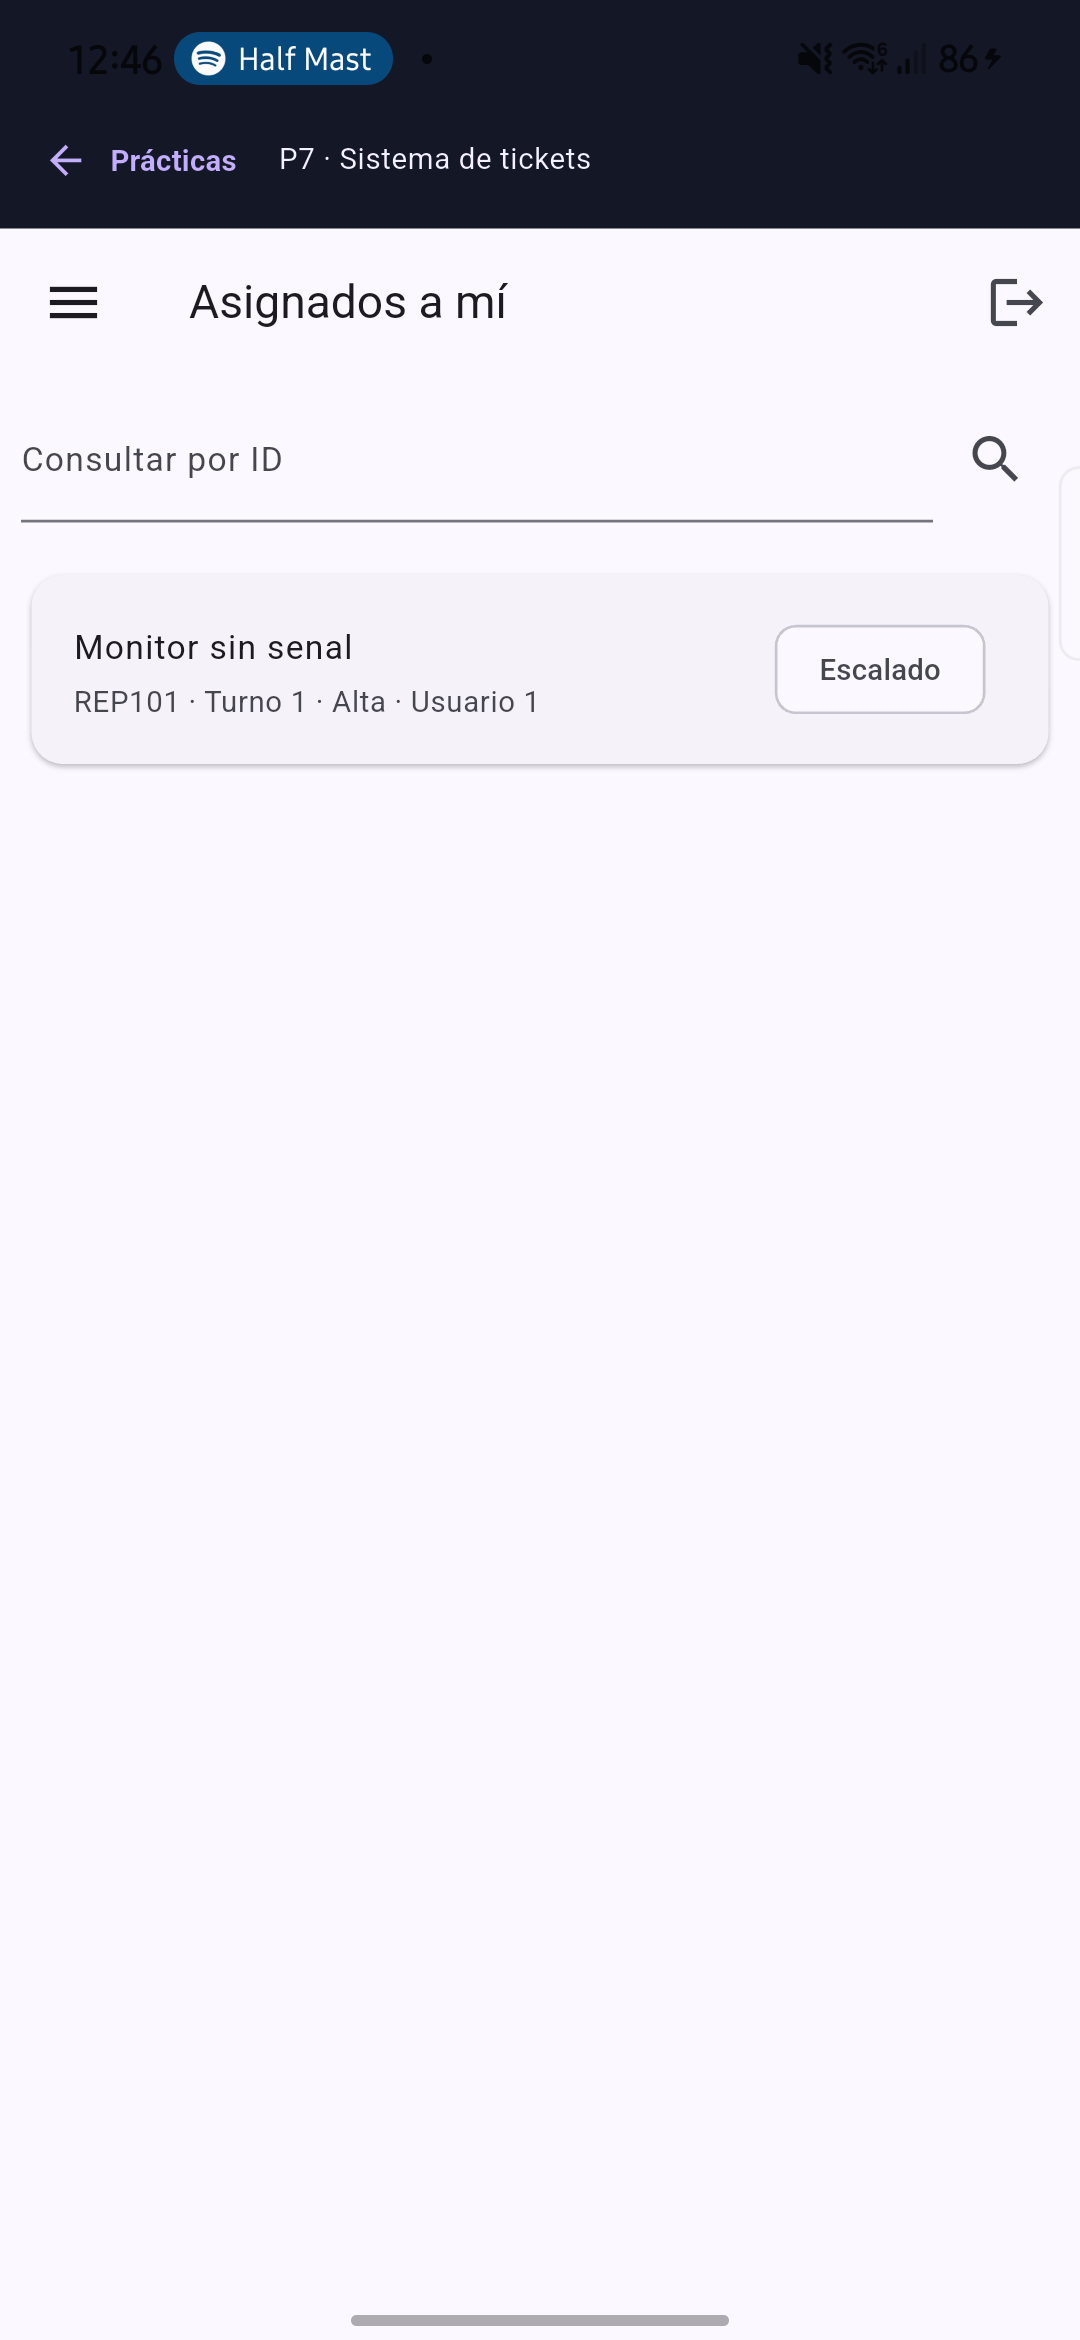 12:46 Half Mast 6 86
Prácticas P7 · Sistema de tickets
Asignados a mí
Consultar por ID
Monitor sin senal
Escalado
REP101 · Turno 1 · Alta · Usuario 1